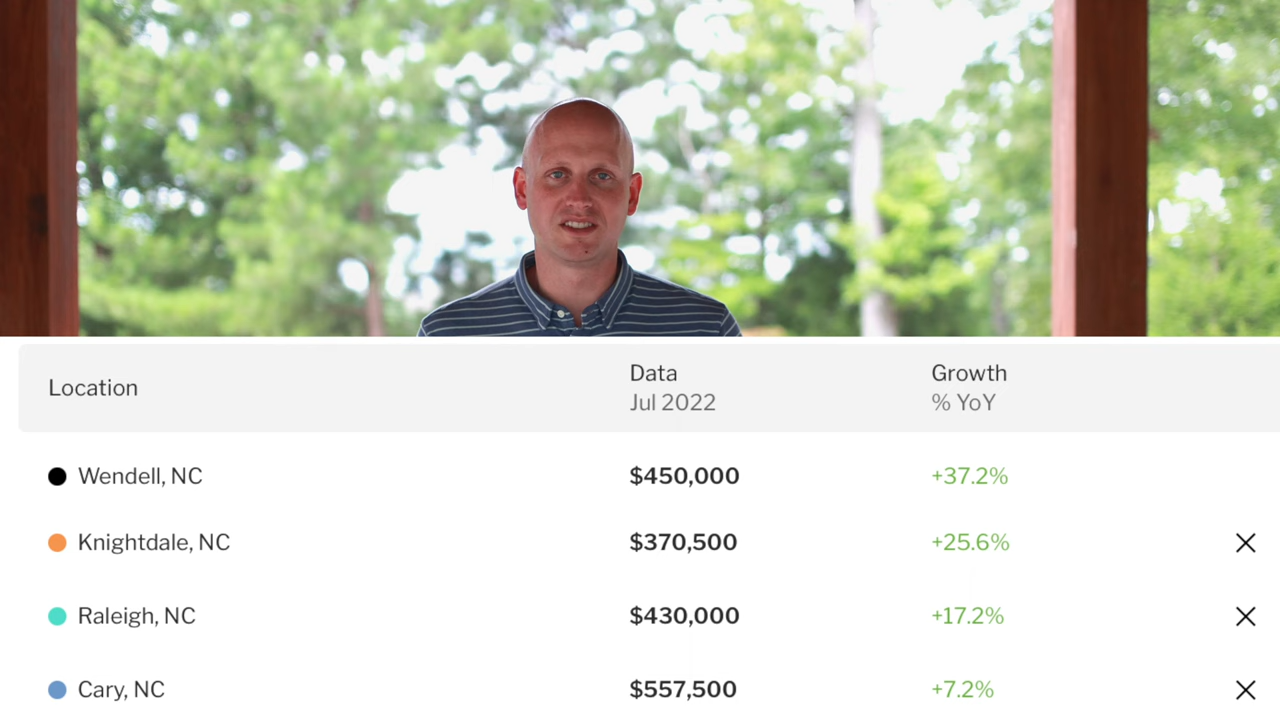 Location
Data
Jul 2022
Growth
% YoY
Wendell, NC $450,000 +37.2%
Knightdale, NC $370,500 +25.6%
Raleigh, NC $430,000 +17.2%
Cary, NC $557,500 +7.2%